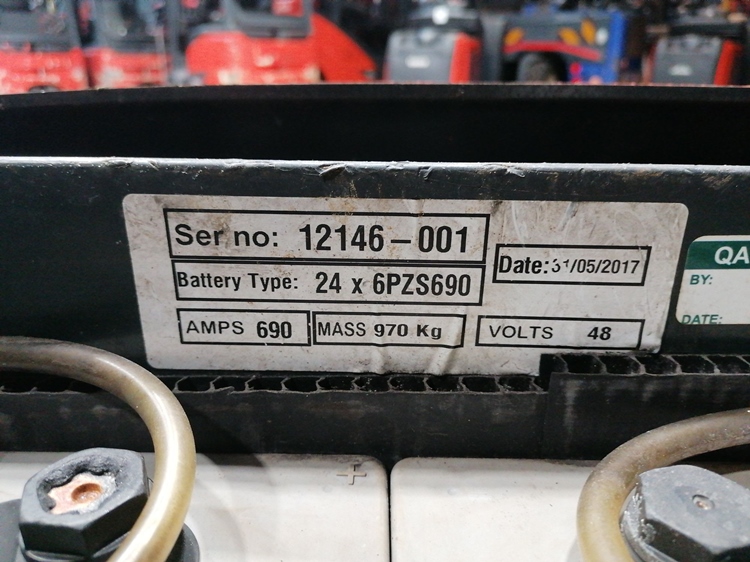 Ser no: 12146-001
Battery Type: 24 x 6PZS690
Date: 31/05/2017
AMPS 690
MASS 970 Kg
VOLTS 48
QA
BY:
DATE:
+